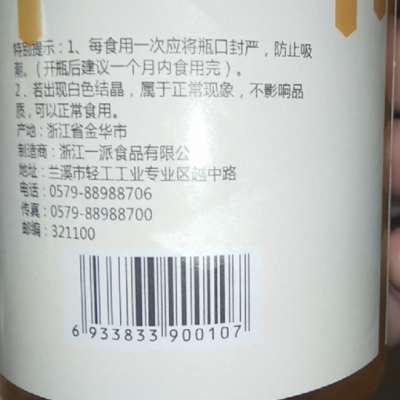 特别提示：1、每食用一次应将瓶口封严，防止吸
潮。（开瓶后建议一个月内食用完）。
2、若出现白色结晶，属于正常现象，不影响品
质，可以正常食用。
产地：浙江省金华市
制造商：浙江一派食品有限公
地址：兰溪市轻工工业专业区越中路
电话：0579-88988706
传真：0579-88988700
邮编：321100
6 933833 900107